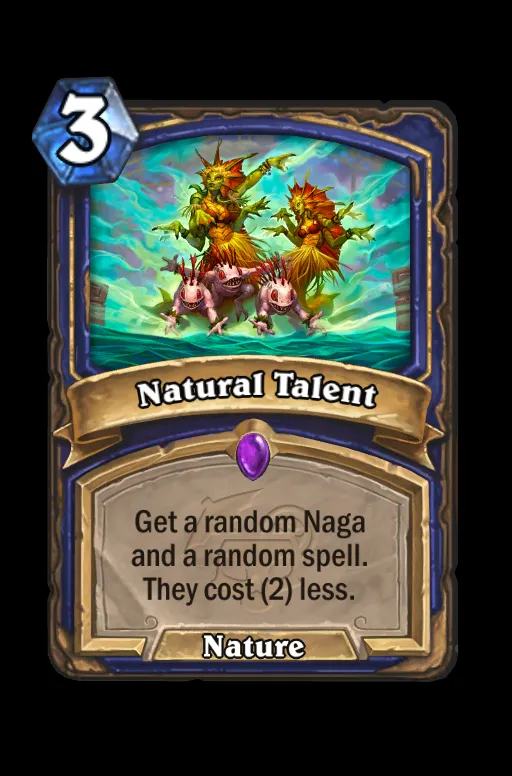 3
Natural Talent
Get a random Naga
and a random spell.
They cost (2) less.
Nature